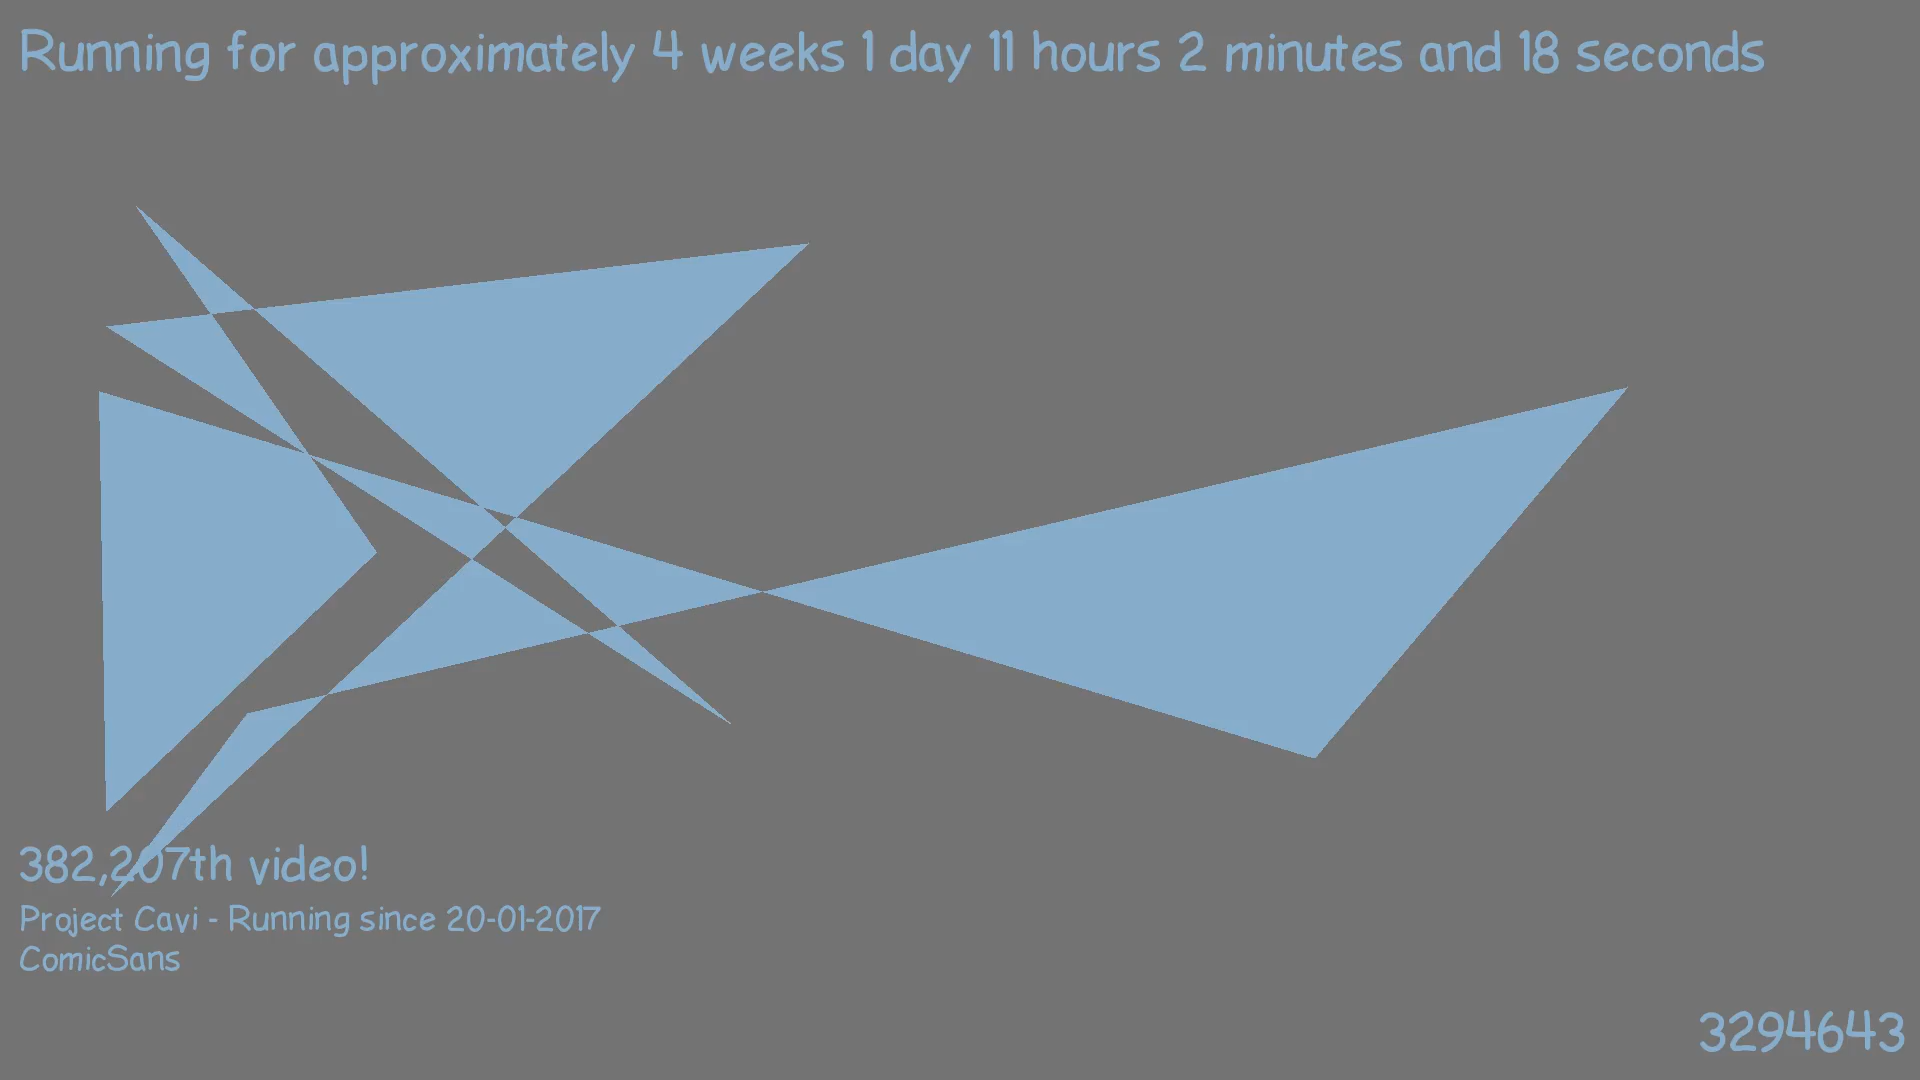 Running for approximately 4 weeks 1 day 11 hours 2 minutes and 18 seconds
382,207th video!
Project Cavi - Running since 20-01-2017
ComicSans
3294643